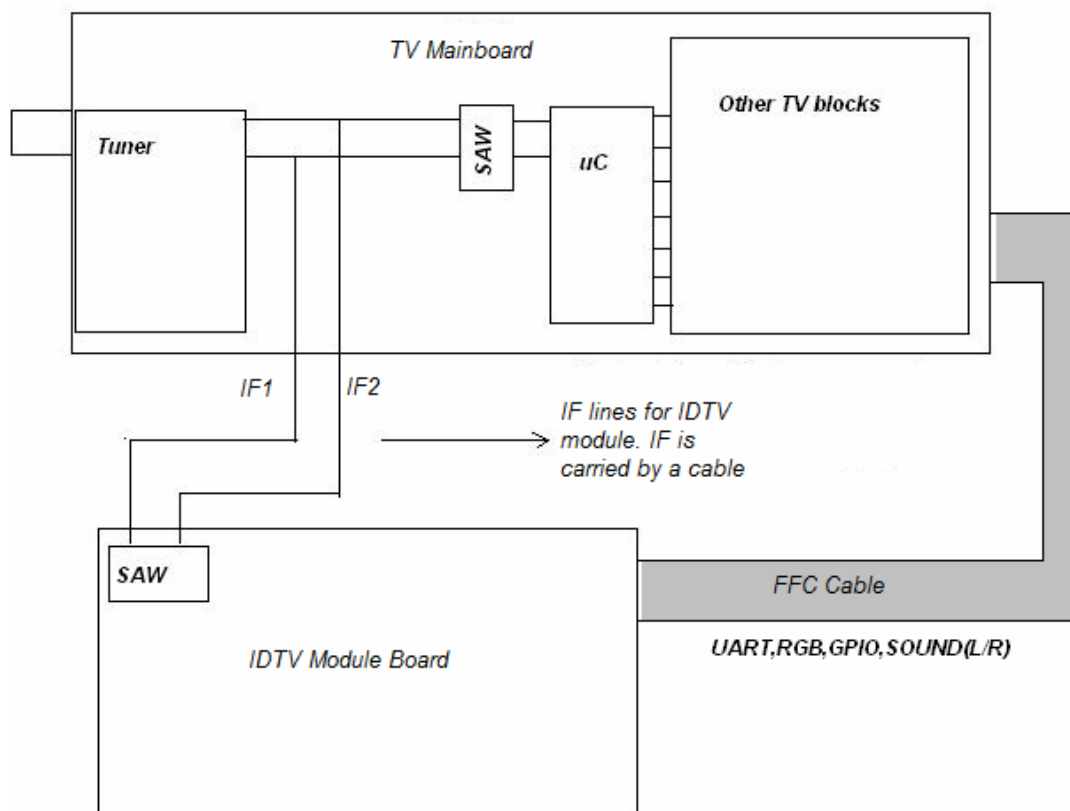 TV Mainboard
Tuner
SAW
uC
Other TV blocks
IF1
IF2
IF lines for IDTV
module. IF is
carried by a cable
SAW
IDTV Module Board
FFC Cable
UART,RGB,GPIO,SOUND(L/R)